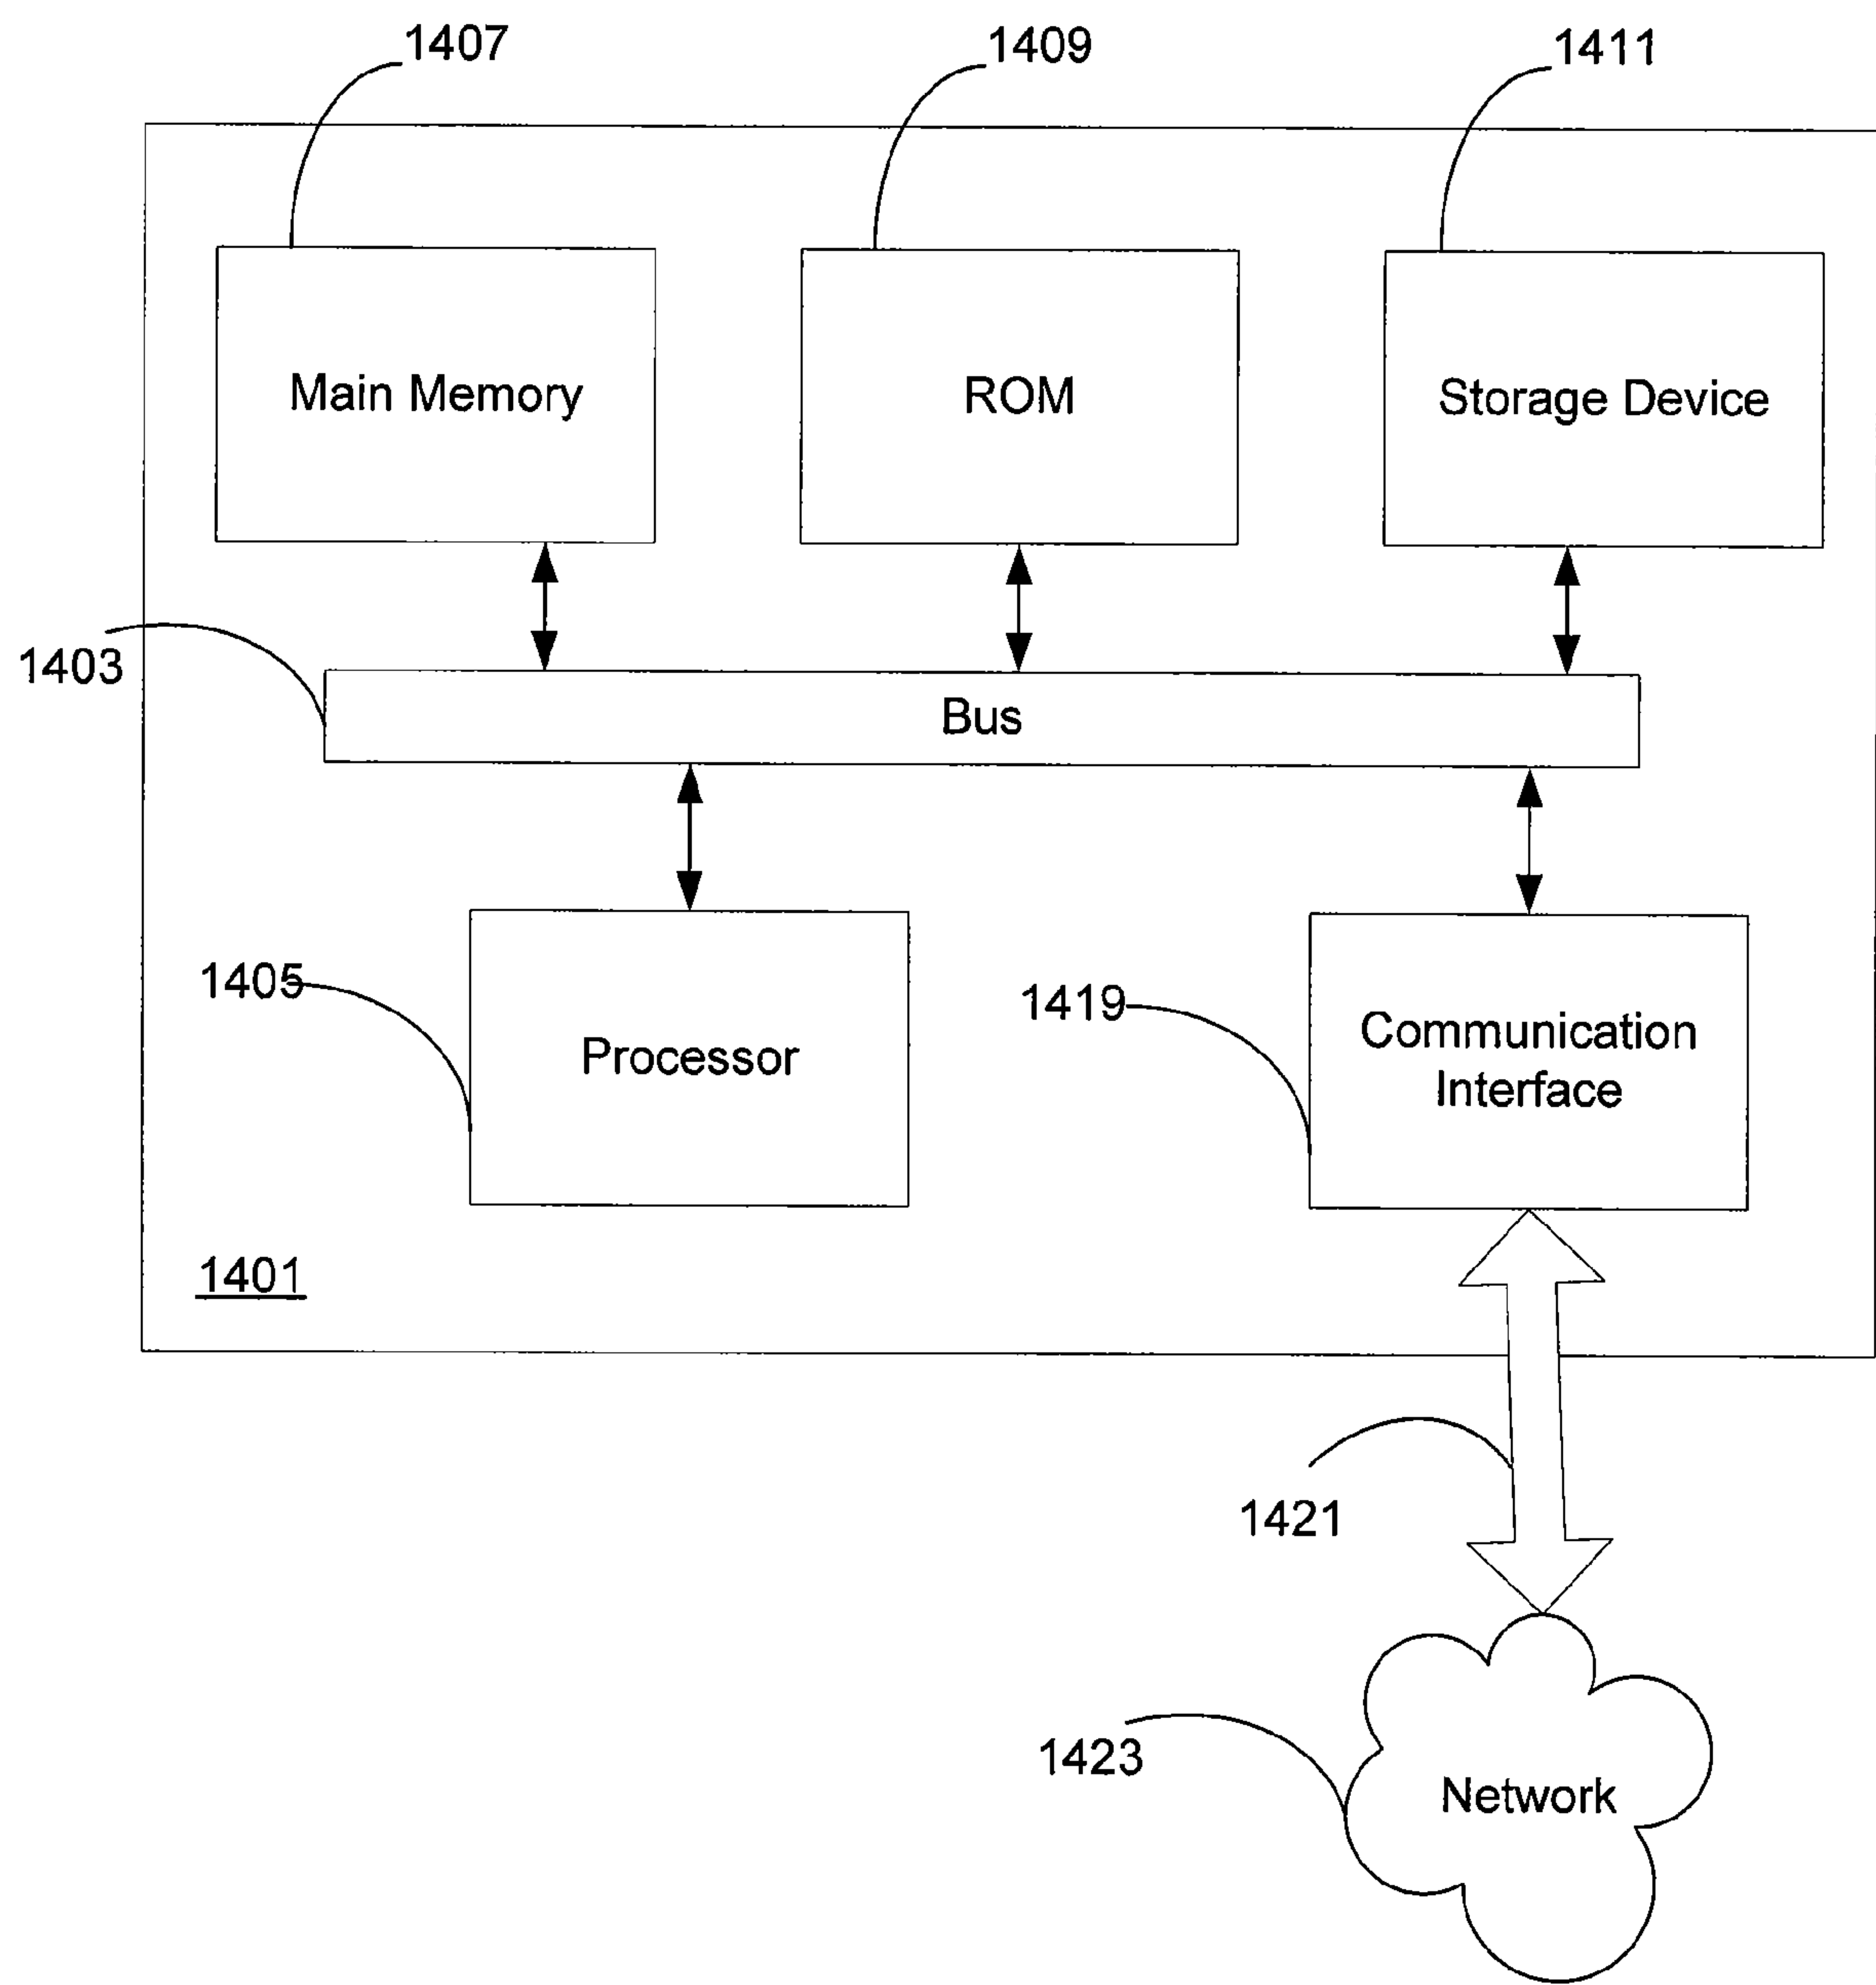 1407
1409
1411
Main Memory
ROM
Storage Device
1403
Bus
1405
Processor
1419
Communication
Interface
1401
1421
1423
Network